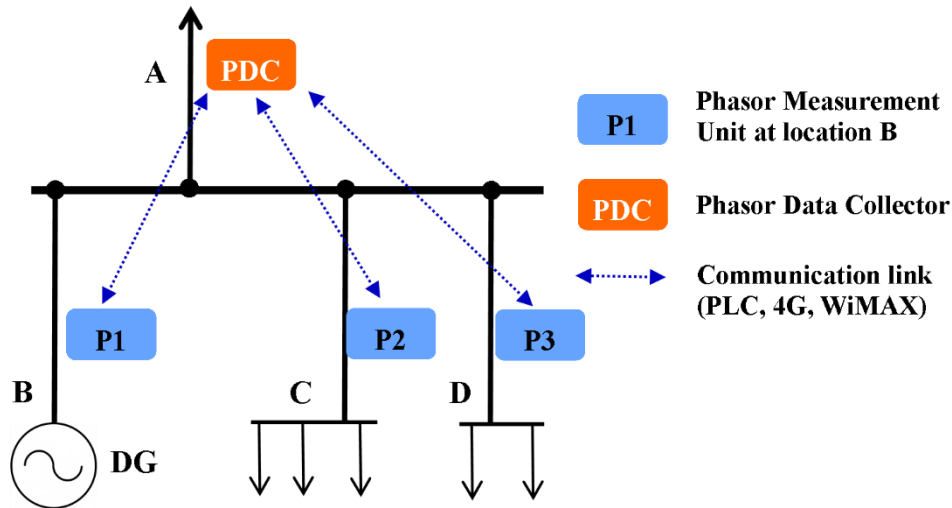 A
PDC
P1
Phasor Measurement
Unit at location B
PDC
Phasor Data Collector
Communication link
(PLC, 4G, WiMAX)
P1
P2
P3
B
C
D
DG